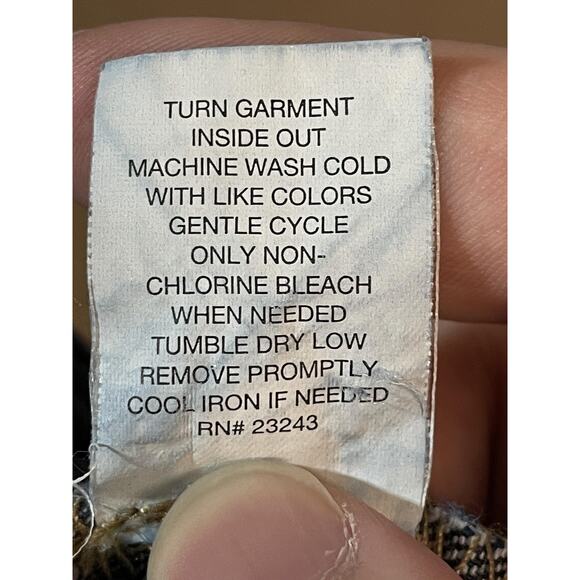 TURN GARMENT
INSIDE OUT
MACHINE WASH COLD
WITH LIKE COLORS
GENTLE CYCLE
ONLY NON-
CHLORINE BLEACH
WHEN NEEDED
TUMBLE DRY LOW
REMOVE PROMPTLY
COOL IRON IF NEEDED
RN# 23243